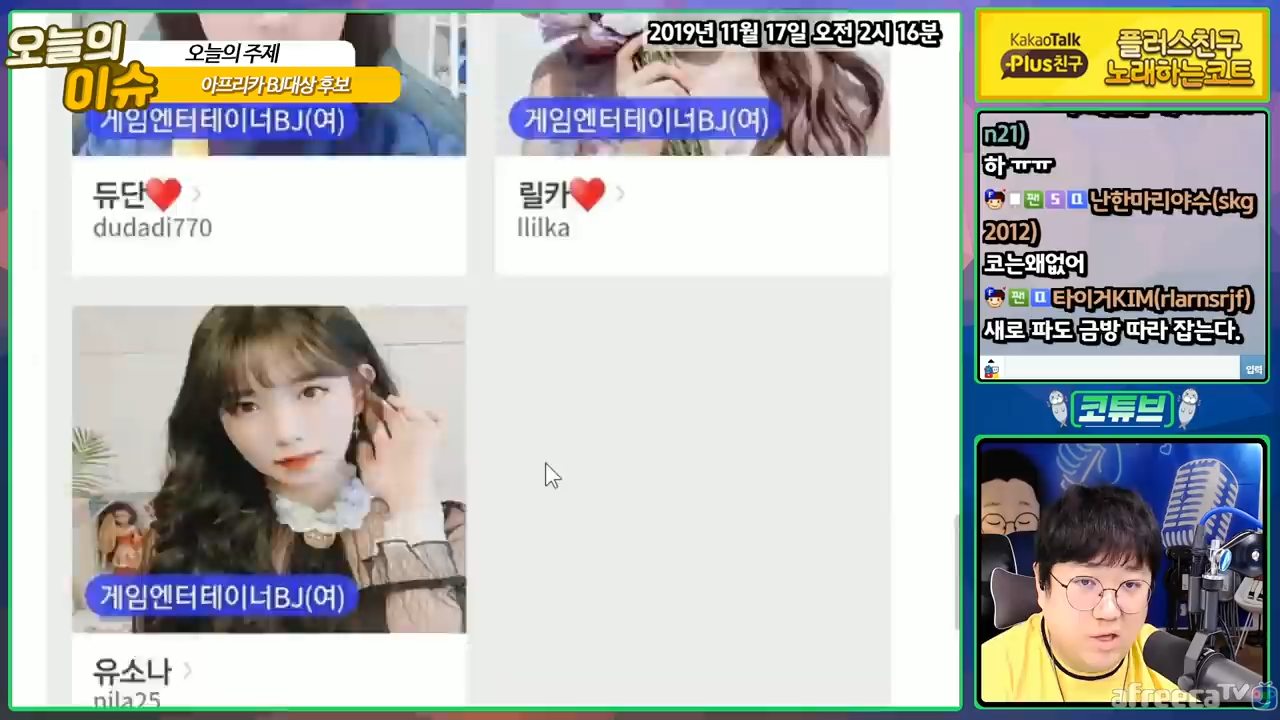 오늘의
이슈
오늘의 주제
아프리카 BJ대상 후보
2019년 11월 17일 오전 2시 16분
게임엔터테이너BJ(여)
게임엔터테이너BJ(여)
듀단❤️ >
dudadi770
릴카❤️ >
llilka
게임엔터테이너BJ(여)
유소나 >
nila25
KakaoTalk
Plus친구
플러스친구
노래하는코트
n21)
하 ㅠㅠ
팬 S 난한마리야수(skg
2012)
코는왜없어
팬 타이거KIM(rlarnsrjf)
새로 파도 금방 따라 잡는다.
입력
코튜브
afreecaTV